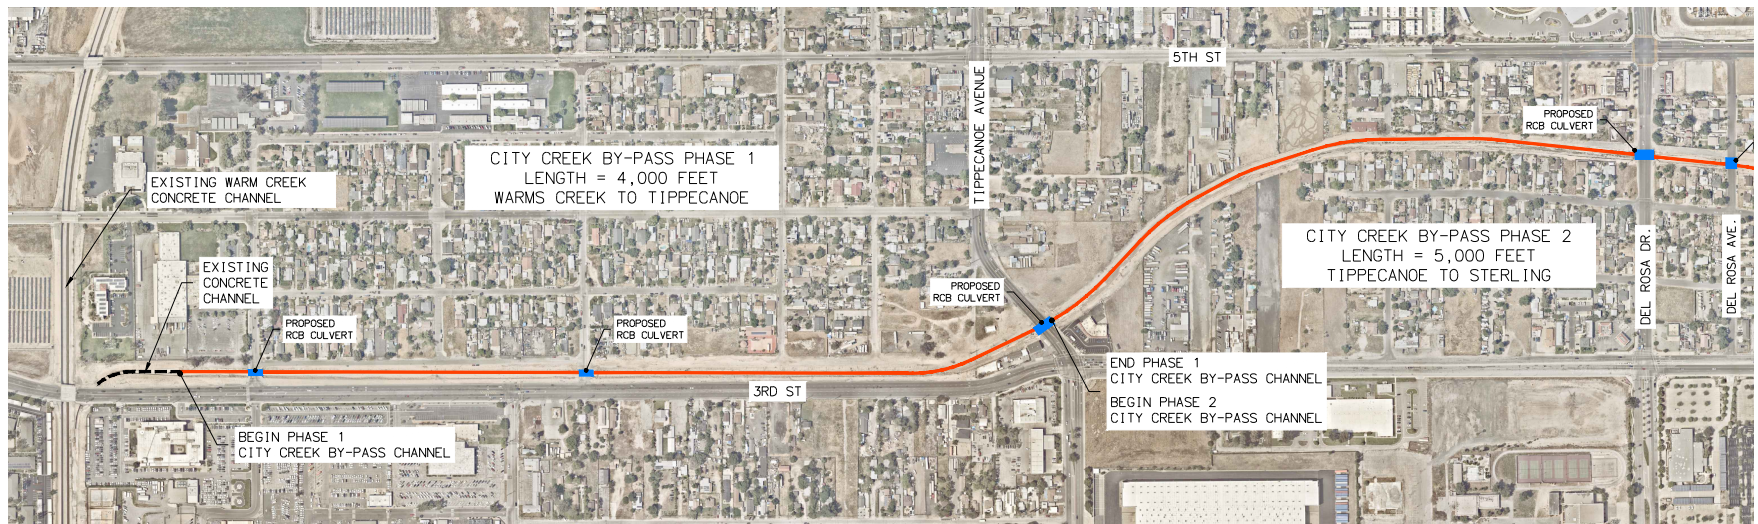 5TH ST
TIPPECANOE AVENUE
PROPOSED
RCB CULVERT
CITY CREEK BY-PASS PHASE 1
LENGTH = 4,000 FEET
WARMS CREEK TO TIPPECANOE
EXISTING WARM CREEK
CONCRETE CHANNEL
CITY CREEK BY-PASS PHASE 2
LENGTH = 5,000 FEET
TIPPECANOE TO STERLING
DEL ROSA DR.
DEL ROSA AVE.
EXISTING
CONCRETE
CHANNEL
PROPOSED
RCB CULVERT
PROPOSED
RCB CULVERT
PROPOSED
RCB CULVERT
END PHASE 1
CITY CREEK BY-PASS CHANNEL
BEGIN PHASE 2
CITY CREEK BY-PASS CHANNEL
3RD ST
BEGIN PHASE 1
CITY CREEK BY-PASS CHANNEL